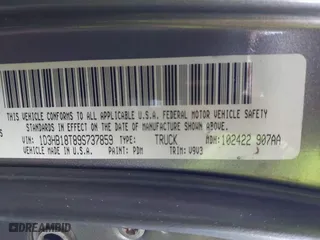 THIS VEHICLE CONFORMS TO ALL APPLICABLE U.S.A. FEDERAL MOTOR VEHICLE SAFETY
STANDARDS IN EFFECT ON THE DATE OF MANUFACTURE SHOWN ABOVE.
VIN: 1D3HB18T89S737859 TYPE: TRUCK MDH: 102422 907AA
VEHICLE MADE IN U.S.A. PAINT: PDM TRIM: V9V3
DREAMBID